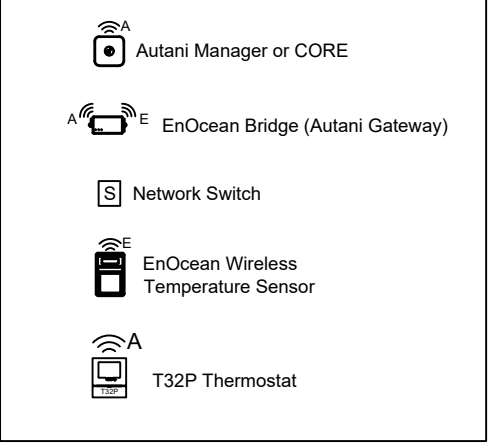 A
Autani Manager or CORE
A E EnOcean Bridge (Autani Gateway)
S Network Switch
E
EnOcean Wireless
Temperature Sensor
A
T32P Thermostat
T32P